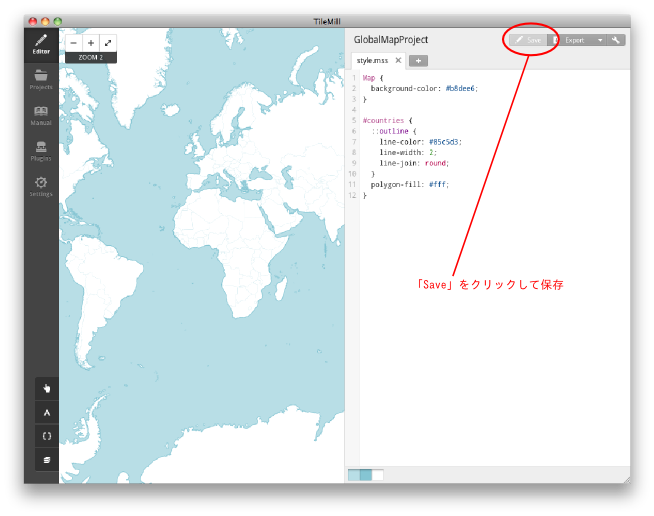 TileMill
Editor
Projects
Manual
Plugins
Settings
ZOOM 2
GlobalMapProject
Save
Export
style.mss
1 Map {
2 background-color: #b8dee6;
3 }
4
5 #countries {
6 ::outline {
7 line-color: #85c5d3;
8 line-width: 2;
9 line-join: round;
10 }
11 polygon-fill: #fff;
12 }
「Save」をクリックして保存